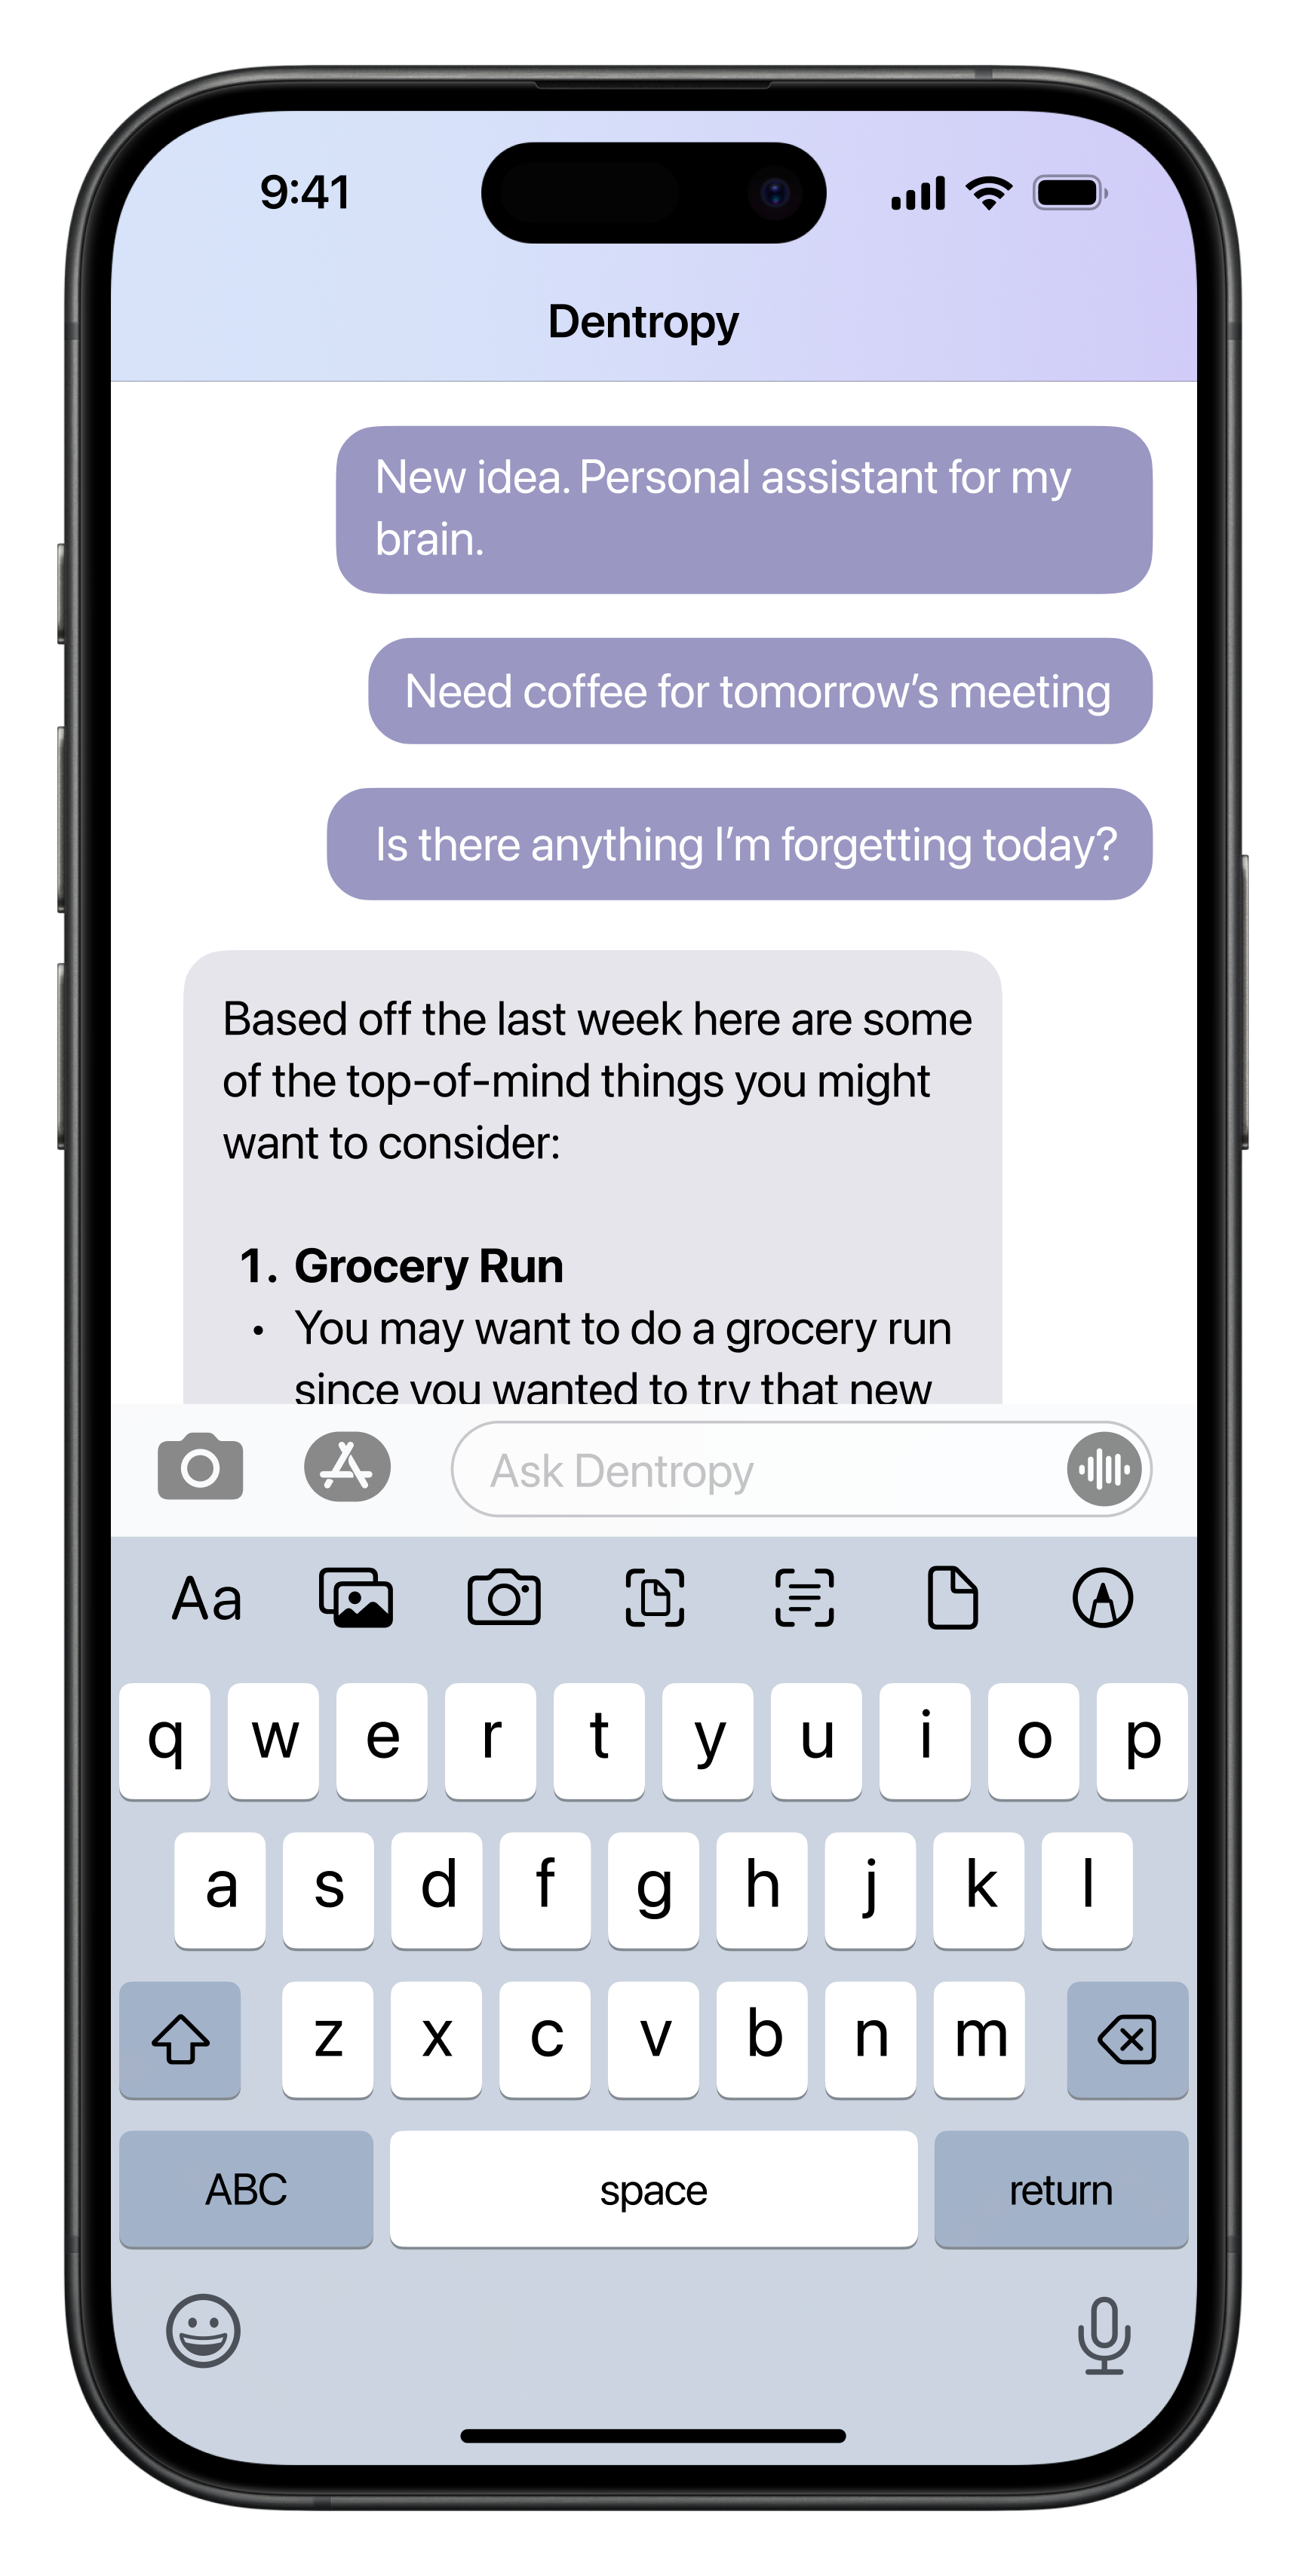 9:41
Dentropy
New idea. Personal assistant for my
brain.
Need coffee for tomorrow’s meeting
Is there anything I’m forgetting today?
Based off the last week here are some
of the top-of-mind things you might
want to consider:
1. Grocery Run
• You may want to do a grocery run
since you wanted to try that new
Ask Dentropy
Aa
q w e r t y u i o p
a s d f g h j k l
z x c v b n m
ABC space return